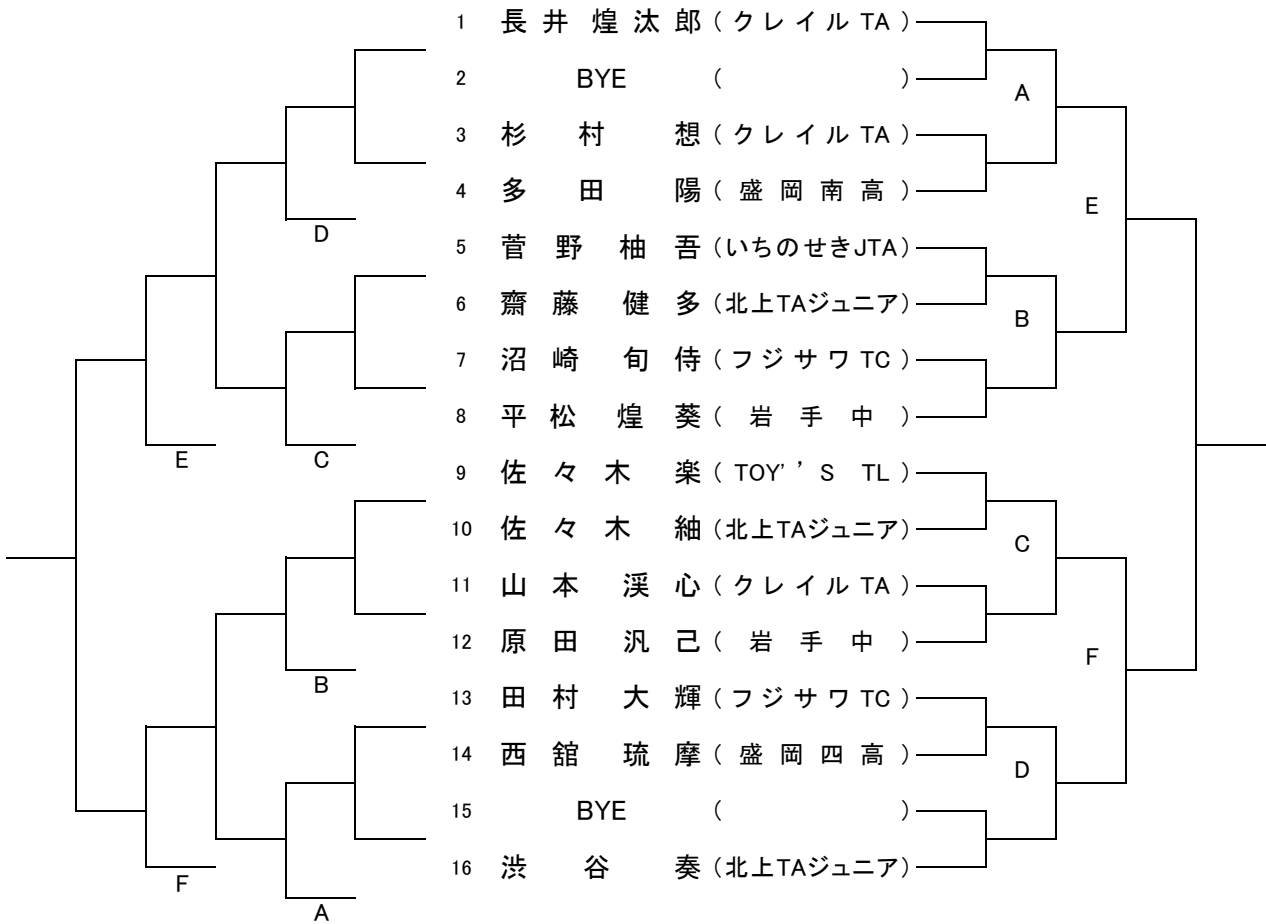 1 長井煌汰郎（クレイルTA）
2 BYE （ ）
A
3 杉村 想（クレイルTA）
4 多田 陽（盛岡南高）
E
D
5 菅野柚吾（いちのせきJTA）
6 齋藤健多（北上TAジュニア）
B
7 沼崎旬侍（フジサワTC）
8 平松煌葵（岩手中）
E
C
9 佐々木 楽（TOY'’S TL）
10 佐々木 紬（北上TAジュニア）
C
11 山本渓心（クレイルTA）
12 原田汎己（岩手中）
F
B
13 田村大輝（フジサワTC）
14 西舘琉摩（盛岡四高）
D
15 BYE （ ）
16 渋谷 奏（北上TAジュニア）
F
A